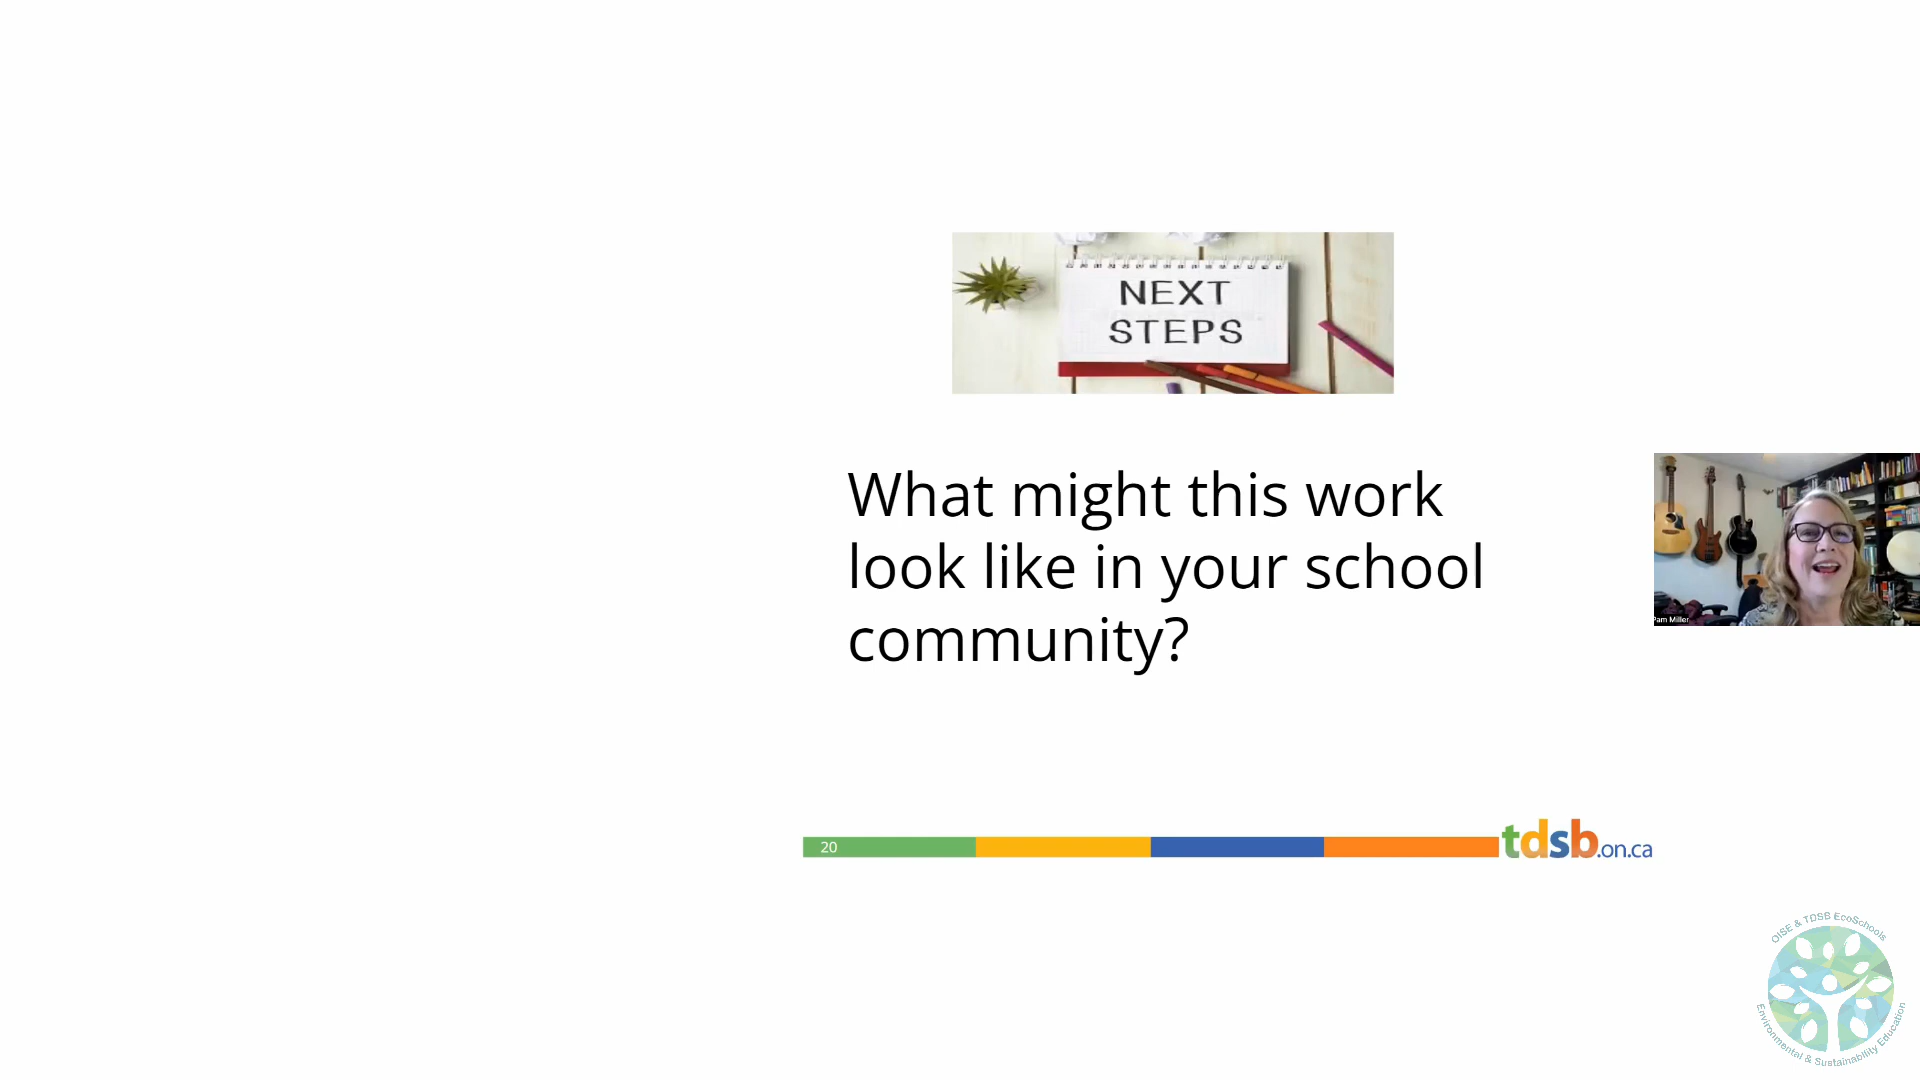 NEXT
STEPS
What might this work
look like in your school
community?
Pam Miller
20
tdsb.on.ca
OISE & TDSB EcoSchools
Environmental & Sustainability Education